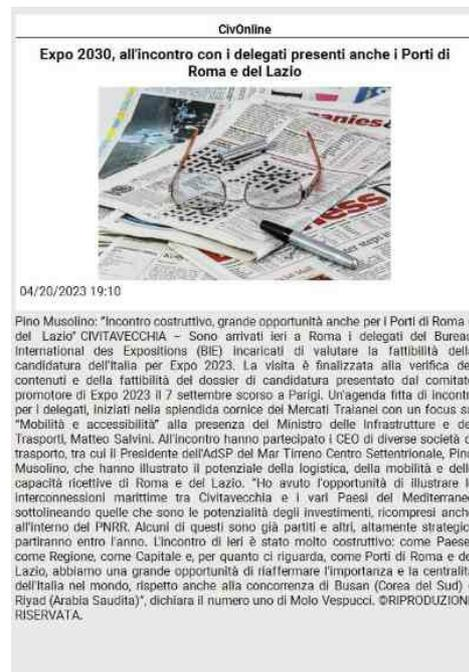 CivOnline
Expo 2030, all'incontro con i delegati presenti anche i Porti di
Roma e del Lazio
04/20/2023 19:10
Pino Musolino: "Incontro costruttivo, grande opportunità anche per i Porti di Roma
del Lazio" CIVITAVECCHIA – Sono arrivati ieri a Roma i delegati del Bureau
International des Expositions (BIE) incaricati di valutare la fattibilità della
candidatura dell'Italia per Expo 2023. La visita è finalizzata alla verifica dei
contenuti e della fattibilità del dossier di candidatura presentato dal comitato
promotore di Expo 2023 il 7 settembre scorso a Parigi. Un'agenda fitta di incontri
per i delegati, iniziati nella splendida cornice dei Mercati Traianei con un focus su
"Mobilità e accessibilità" alla presenza del Ministro delle Infrastrutture e dei
Trasporti, Matteo Salvini. All'incontro hanno partecipato i CEO di diverse società di
trasporto, tra cui il Presidente dell'AdSP del Mar Tirreno Centro Settentrionale, Pino
Musolino, che hanno illustrato il potenziale della logistica, della mobilità e delle
capacità ricettive di Roma e del Lazio. "Ho avuto l'opportunità di illustrare le
interconnessioni marittime tra Civitavecchia e i vari Paesi del Mediterraneo
sottolineando quelle che sono le potenzialità degli investimenti, ricompresi anche
all'interno del PNRR. Alcuni di questi sono già partiti e altri, altamente strategici
partiranno entro l'anno. L'incontro di ieri è stato molto costruttivo: come Paese,
come Regione, come Capitale e, per quanto ci riguarda, come Porti di Roma e del
Lazio, abbiamo una grande opportunità di riaffermare l'importanza e la centralità
dell'Italia nel mondo, rispetto anche alla concorrenza di Busan (Corea del Sud) e
Riyad (Arabia Saudita)", dichiara il numero uno di Molo Vespucci. ©RIPRODUZIONE
RISERVATA.